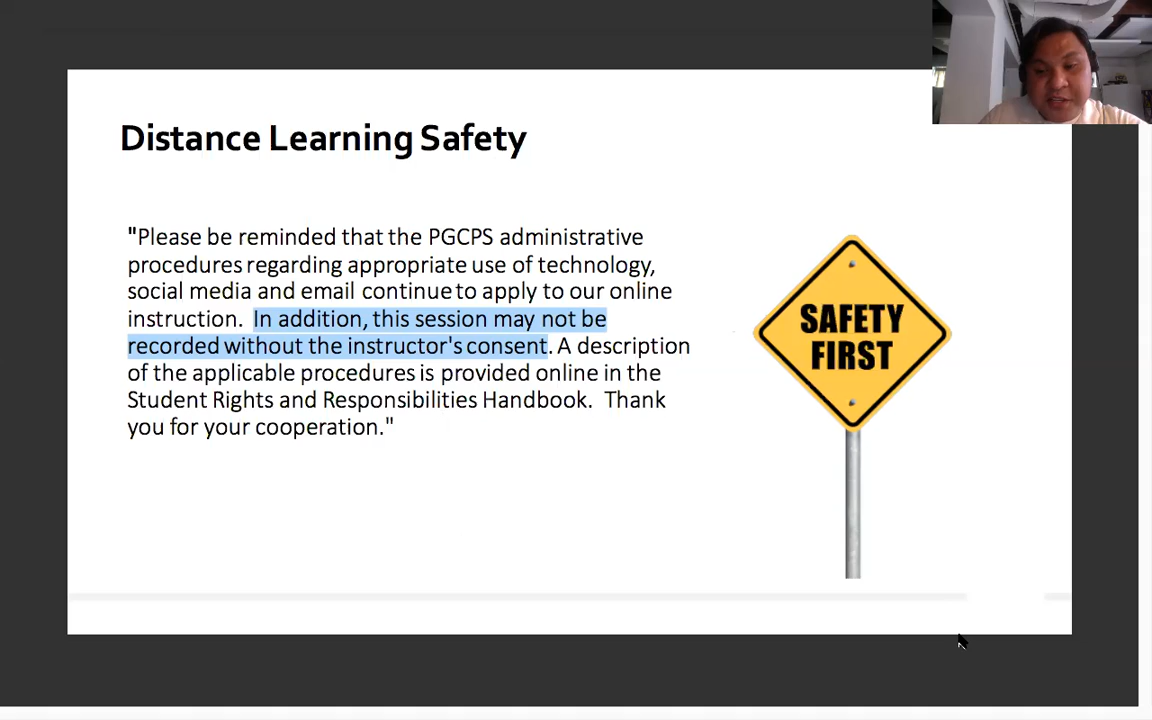 Distance Learning Safety
"Please be reminded that the PGCPS administrative
procedures regarding appropriate use of technology,
social media and email continue to apply to our online
instruction.  In addition, this session may not be
recorded without the instructor's consent. A description
of the applicable procedures is provided online in the
Student Rights and Responsibilities Handbook.  Thank
you for your cooperation."
SAFETY
FIRST